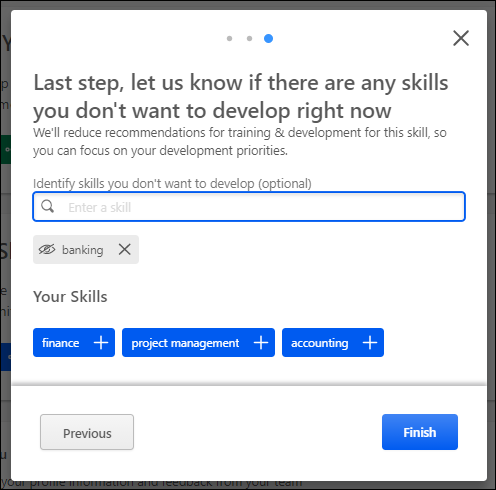 Last step, let us know if there are any skills
you don't want to develop right now
We'll reduce recommendations for training & development for this skill, so
you can focus on your development priorities.
Identify skills you don't want to develop (optional)
Enter a skill
banking
Your Skills
finance project management accounting
Previous Finish
your profile information and feedback from your team